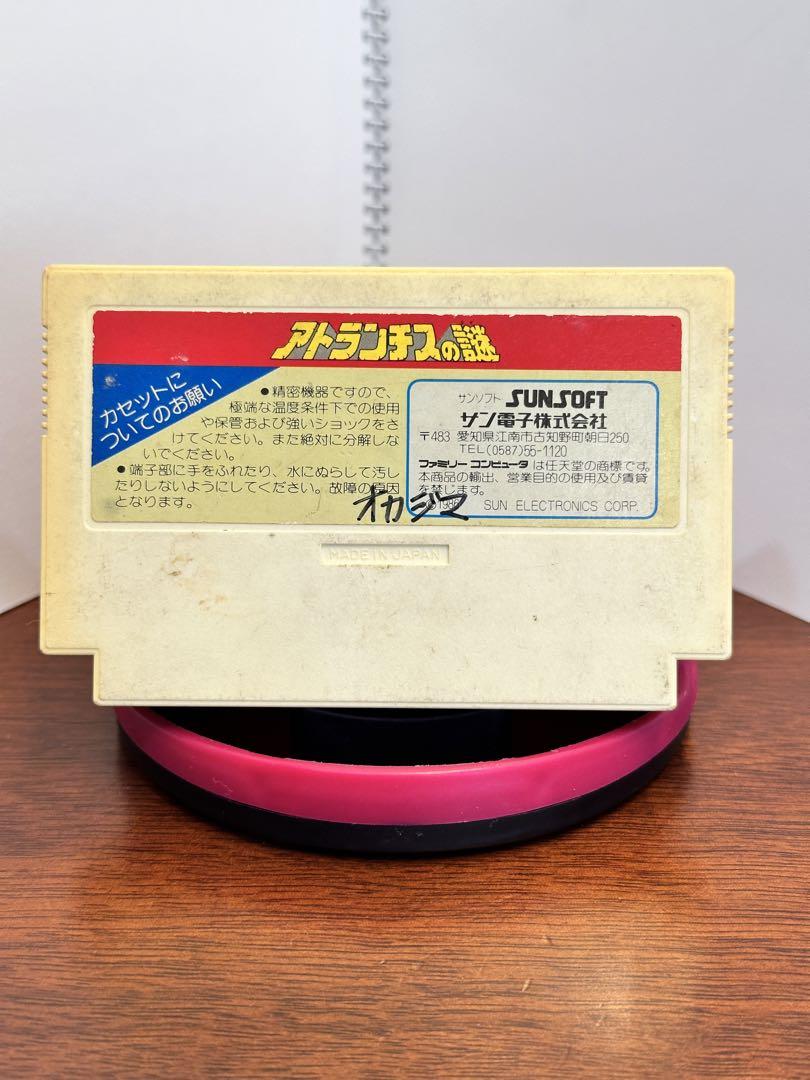 アトランチスの謎
カセットに
ついてのお願い
●精密機器ですので、
極端な温度条件下での使用
や保管および強いショックをさ
けてください。また絶対に分解しな
いでください。
●端子部に手をふれたり、水にぬらして汚し
たりしないようにしてください。故障の原因
となります。
オカジマ
サンソフト SUNSOFT
サン電子株式会社
〒483 愛知県江南市古知野町朝日250
TEL(0587)55-1120
ファミリーコンピュータ は任天堂の商標です。
本商品の輸出、営業目的の使用及び賃貸
を禁じます。
©1986 SUN ELECTRONICS CORP.
MADE IN JAPAN